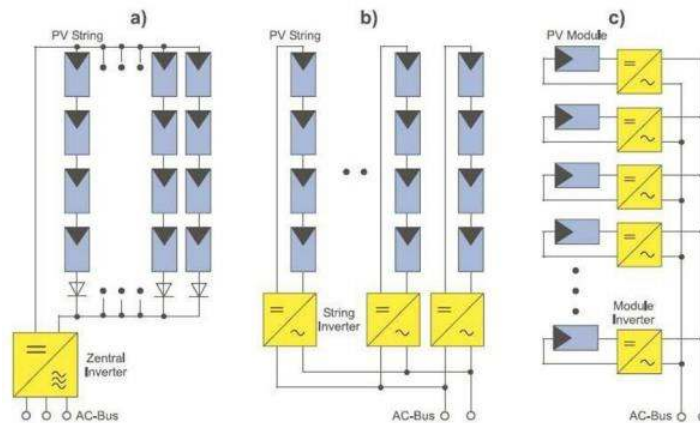 a)
PV String
Zentral
Inverter
AC-Bus
b)
PV String
String
Inverter
AC-Bus
c)
PV Module
Module
Inverter
AC-Bus